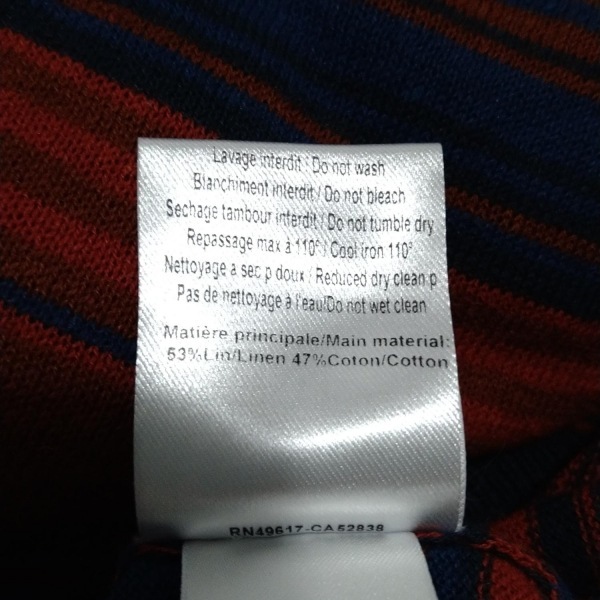 Lavage interdit : Do not wash
Blanchiment interdit / Do not bleach
Sechage tambour interdit / Do not tumble dry
Repassage max à 110° / Cool iron 110°
Nettoyage a sec p doux / Reduced dry clean p
Pas de nettoyage à l'eau/Do not wet clean
Matière principale/Main material:
53%Lin/Linen 47%Coton/Cotton
RN49617-CA52838